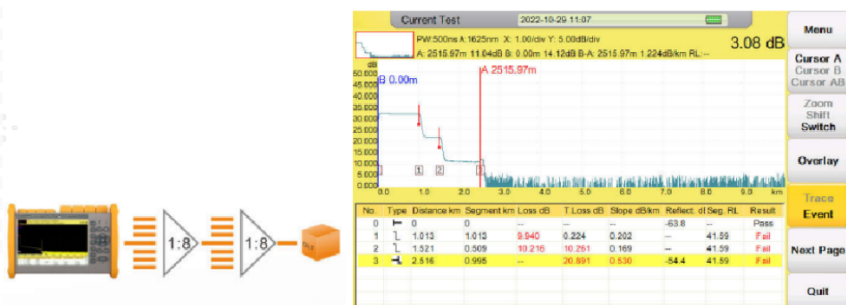 Current Test 2022-10-29 11:07
PW:500ns λ:1625nm X: 1.00/div Y: 5.00dB/div
A: 2515.97m 11.04dB B: 0.00m 14.12dB B-A: 2515.97m 1.224dB/km RL:--
3.08 dB
dB
50.000
45.000
40.000
35.000
30.000
25.000
20.000
15.000
10.000
5.000
0.000
B 0.00m
A 2515.97m
1 2
0.0 1.0 2.0 3.0 4.0 5.0 6.0 7.0 8.0 9.0 km
No. Type Distance km Segment km Loss dB T.Loss dB Slope dB/km Reflect. dB Seg. RL Result
0 0 0 -- -- -- -63.8 -- Pass
1 1.013 1.013 9.940 0.224 0.202 -- 41.59 Fail
2 1.521 0.509 10.216 10.261 0.169 -- 41.59 Fail
3 2.516 0.995 -- 20.891 0.530 -54.4 41.59 Fail
Menu
Cursor A
Cursor B
Cursor AB
Zoom
Shift
Switch
Overlay
Trace
Event
Next Page
Quit
1:8
1:8